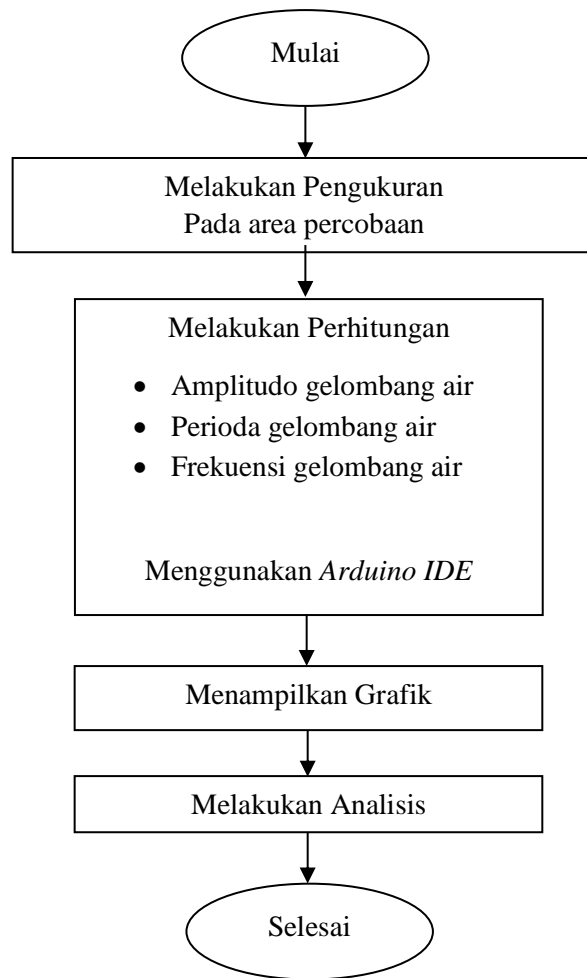 Mulai
Melakukan Pengukuran
Pada area percobaan
Melakukan Perhitungan
• Amplitudo gelombang air
• Perioda gelombang air
• Frekuensi gelombang air
Menggunakan Arduino IDE
Menampilkan Grafik
Melakukan Analisis
Selesai